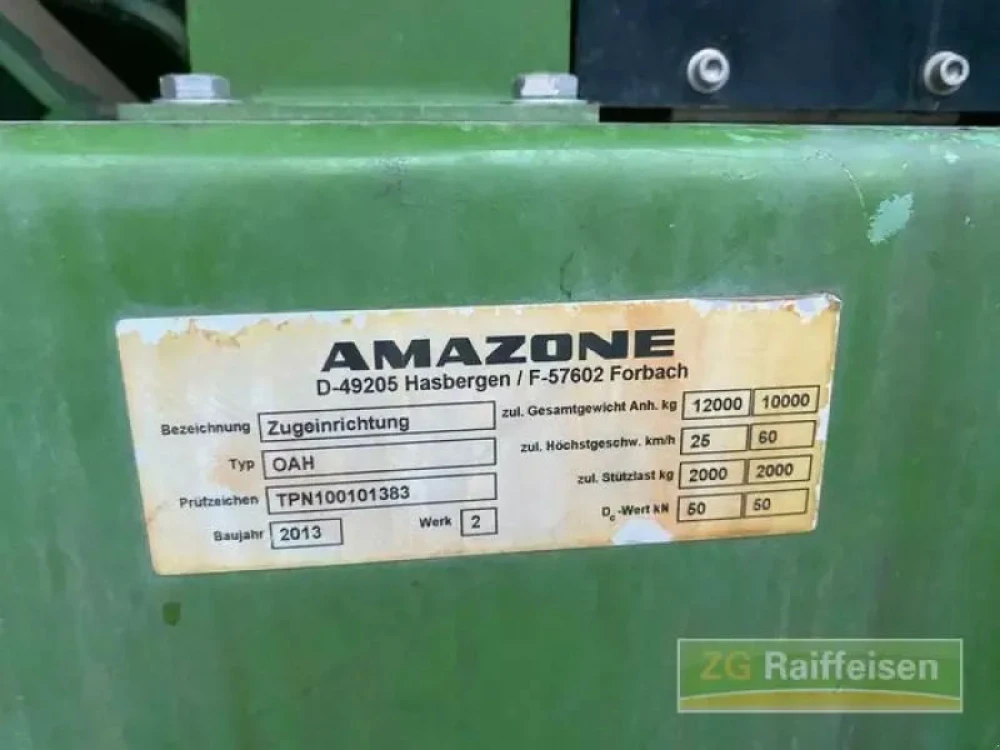 AMAZONE
D-49205 Hasbergen / F-57602 Forbach
Bezeichnung Zugeinrichtung
Typ OAH
Prüfzeichen TPN100101383
Baujahr 2013 Werk 2
zul. Gesamtgewicht Anh. kg 12000 10000
zul. Höchstgeschw. km/h 25 60
zul. Stützlast kg 2000 2000
Dc-Wert kN 50 50
ZG Raiffeisen